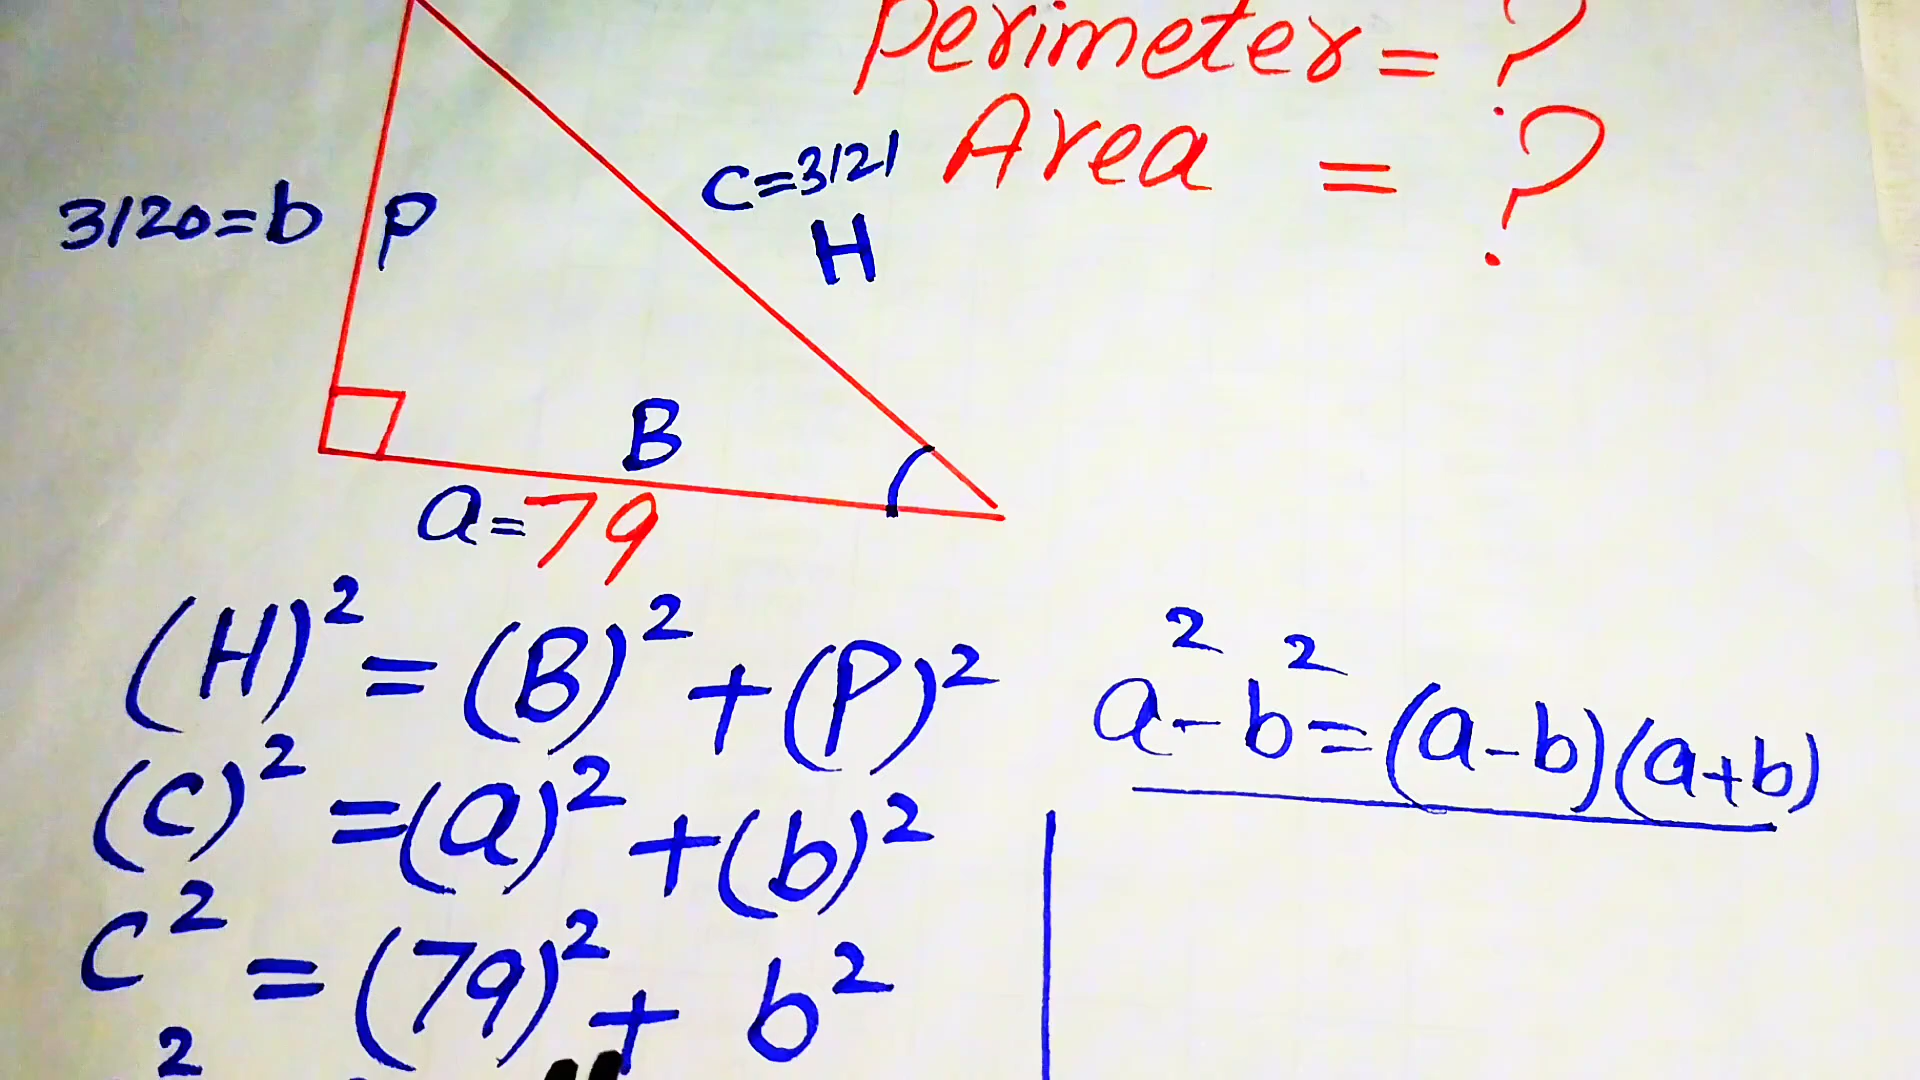 Perimeter = ?
Area = ?
C=3121
H
3120=b
P
B
a=79
(H)² = (B)² + (P)²
(C)² = (a)² + (b)²
C² = (79)² + b²
2
a² - b² = (a-b)(a+b)